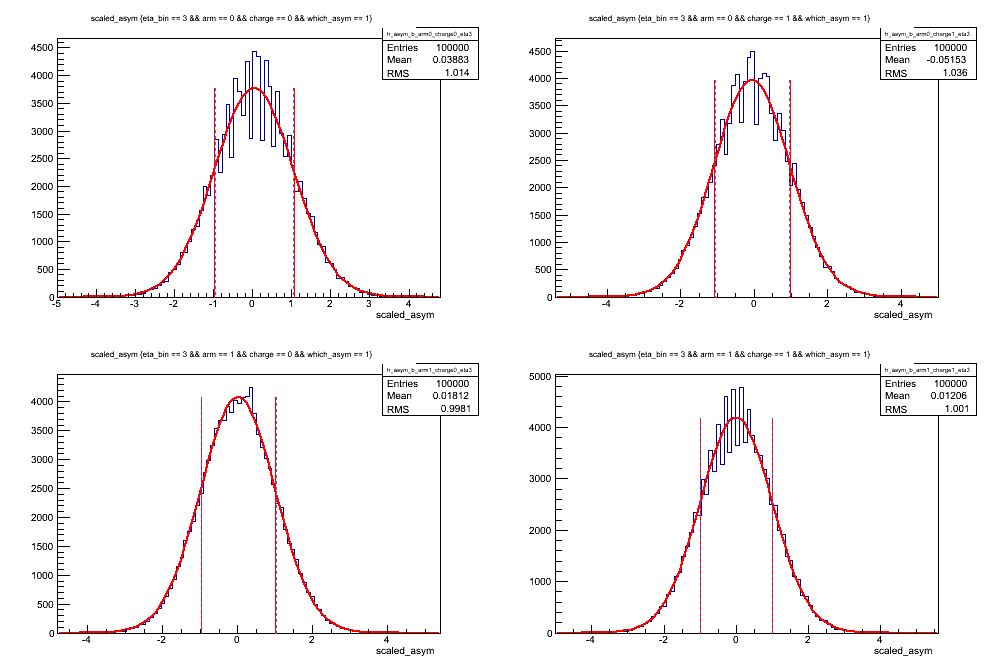 scaled_asym {eta_bin == 3 && arm == 0 && charge == 0 && which_asym == 1}
h_asym_b_arm0_charge0_eta3
Entries 100000
Mean 0.03883
RMS 1.014
4500
4000
3500
3000
2500
2000
1500
1000
500
0
-5 -4 -3 -2 -1 0 1 2 3 4
scaled_asym
scaled_asym {eta_bin == 3 && arm == 0 && charge == 1 && which_asym == 1}
h_asym_b_arm0_charge1_eta3
Entries 100000
Mean -0.05153
RMS 1.036
4500
4000
3500
3000
2500
2000
1500
1000
500
0
-4 -2 0 2 4
scaled_asym
scaled_asym {eta_bin == 3 && arm == 1 && charge == 0 && which_asym == 1}
h_asym_b_arm1_charge0_eta3
Entries 100000
Mean 0.01812
RMS 0.9981
4000
3500
3000
2500
2000
1500
1000
500
0
-4 -2 0 2 4
scaled_asym
scaled_asym {eta_bin == 3 && arm == 1 && charge == 1 && which_asym == 1}
h_asym_b_arm1_charge1_eta3
Entries 100000
Mean 0.01206
RMS 1.001
5000
4000
3000
2000
1000
0
-4 -2 0 2 4
scaled_asym